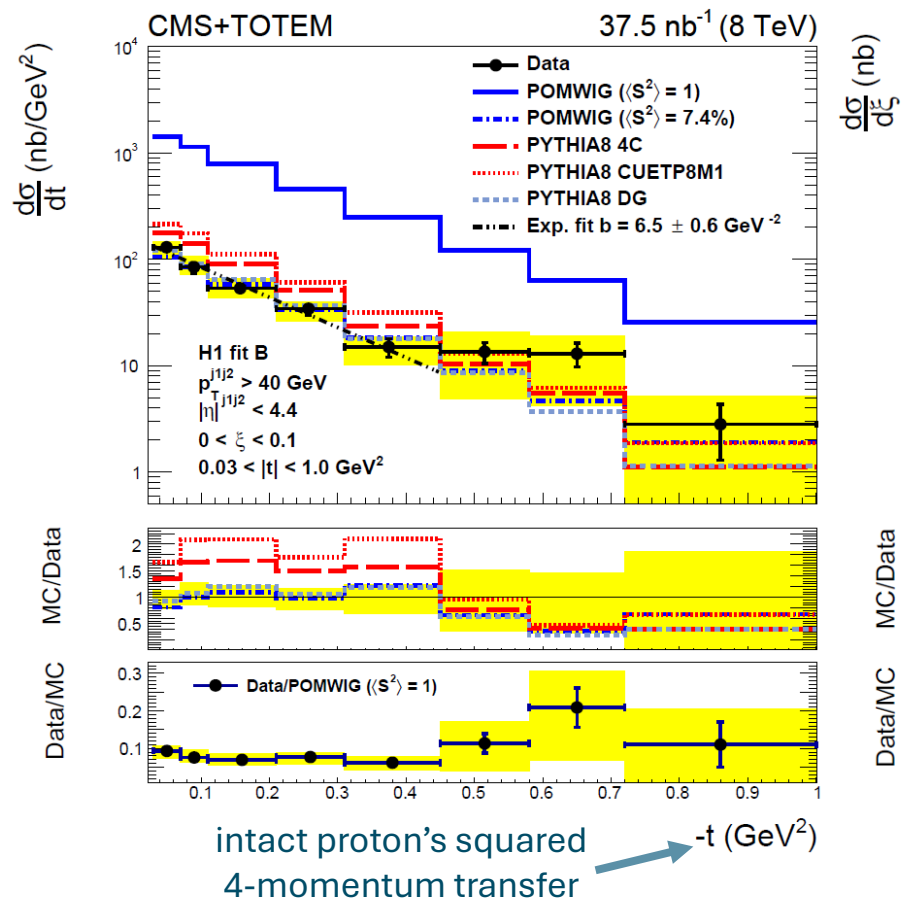 CMS+TOTEM 37.5 nb⁻¹ (8 TeV)
dσ/dt (nb/GeV²)
dσ/dξ (nb)
10⁴
10³
10²
10
1
Data
POMWIG (⟨S²⟩ = 1)
POMWIG (⟨S²⟩ = 7.4%)
PYTHIA8 4C
PYTHIA8 CUETP8M1
PYTHIA8 DG
Exp. fit b = 6.5 ± 0.6 GeV⁻²
H1 fit B
p_T^{j1j2} > 40 GeV
|η|^{j1j2} < 4.4
0 < ξ < 0.1
0.03 < |t| < 1.0 GeV²
MC/Data
2
1.5
1
0.5
MC/Data
Data/MC
0.3
0.2
0.1
Data/POMWIG (⟨S²⟩ = 1)
Data/MC
0.1 0.2 0.3 0.4 0.5 0.6 0.7 0.8 0.9 1
-t (GeV²)
intact proton's squared
4-momentum transfer